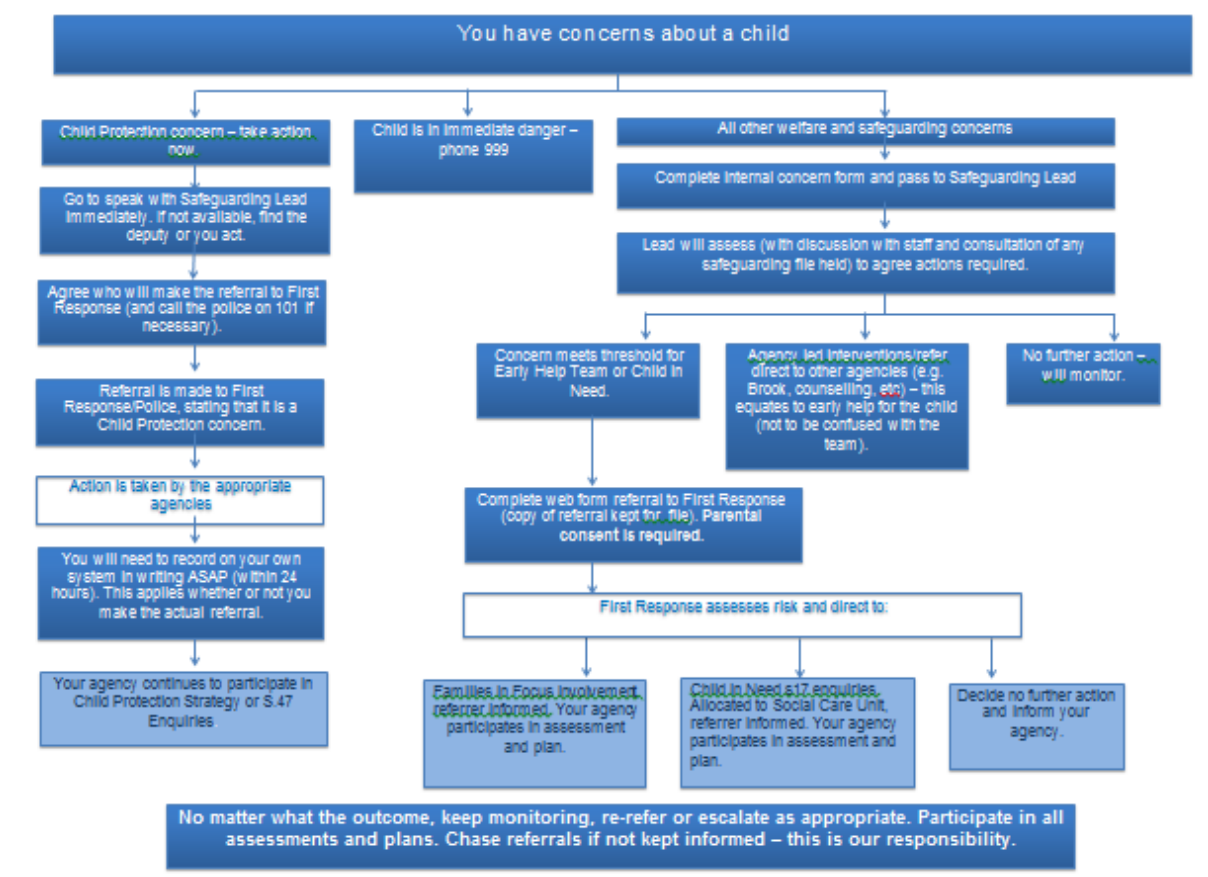 You have concerns about a child
Child Protection concern – take action
now.
Go to speak with Safeguarding Lead
immediately. If not available, find the
deputy or you act.
Agree who will make the referral to First
Response (and call the police on 101 if
necessary).
Referral is made to First
Response/Police, stating that it is a
Child Protection concern.
Action is taken by the appropriate
agencies
You will need to record on your own
system in writing ASAP (within 24
hours). This applies whether or not you
make the actual referral.
Your agency continues to participate in
Child Protection Strategy or S.47
Enquiries.
Child is in immediate danger –
phone 999
All other welfare and safeguarding concerns
Complete internal concern form and pass to Safeguarding Lead
Lead will assess (with discussion with staff and consultation of any
safeguarding file held) to agree actions required.
Concern meets threshold for
Early Help Team or Child in
Need.
Complete web form referral to First Response
(copy of referral kept for file). Parental
consent is required.
First Response assesses risk and direct to:
Families in Focus involvement,
referrer informed. Your agency
participates in assessment
and plan.
Child in Need s17 enquiries.
Allocated to Social Care Unit,
referrer informed. Your agency
participates in assessment and
plan.
Decide no further action
and inform your
agency.
Agency led interventions/refer
direct to other agencies (e.g.
Brook, counselling, etc) – this
equates to early help for the child
(not to be confused with the
team).
No further action –
will monitor.
No matter what the outcome, keep monitoring, re-refer or escalate as appropriate. Participate in all
assessments and plans. Chase referrals if not kept informed – this is our responsibility.